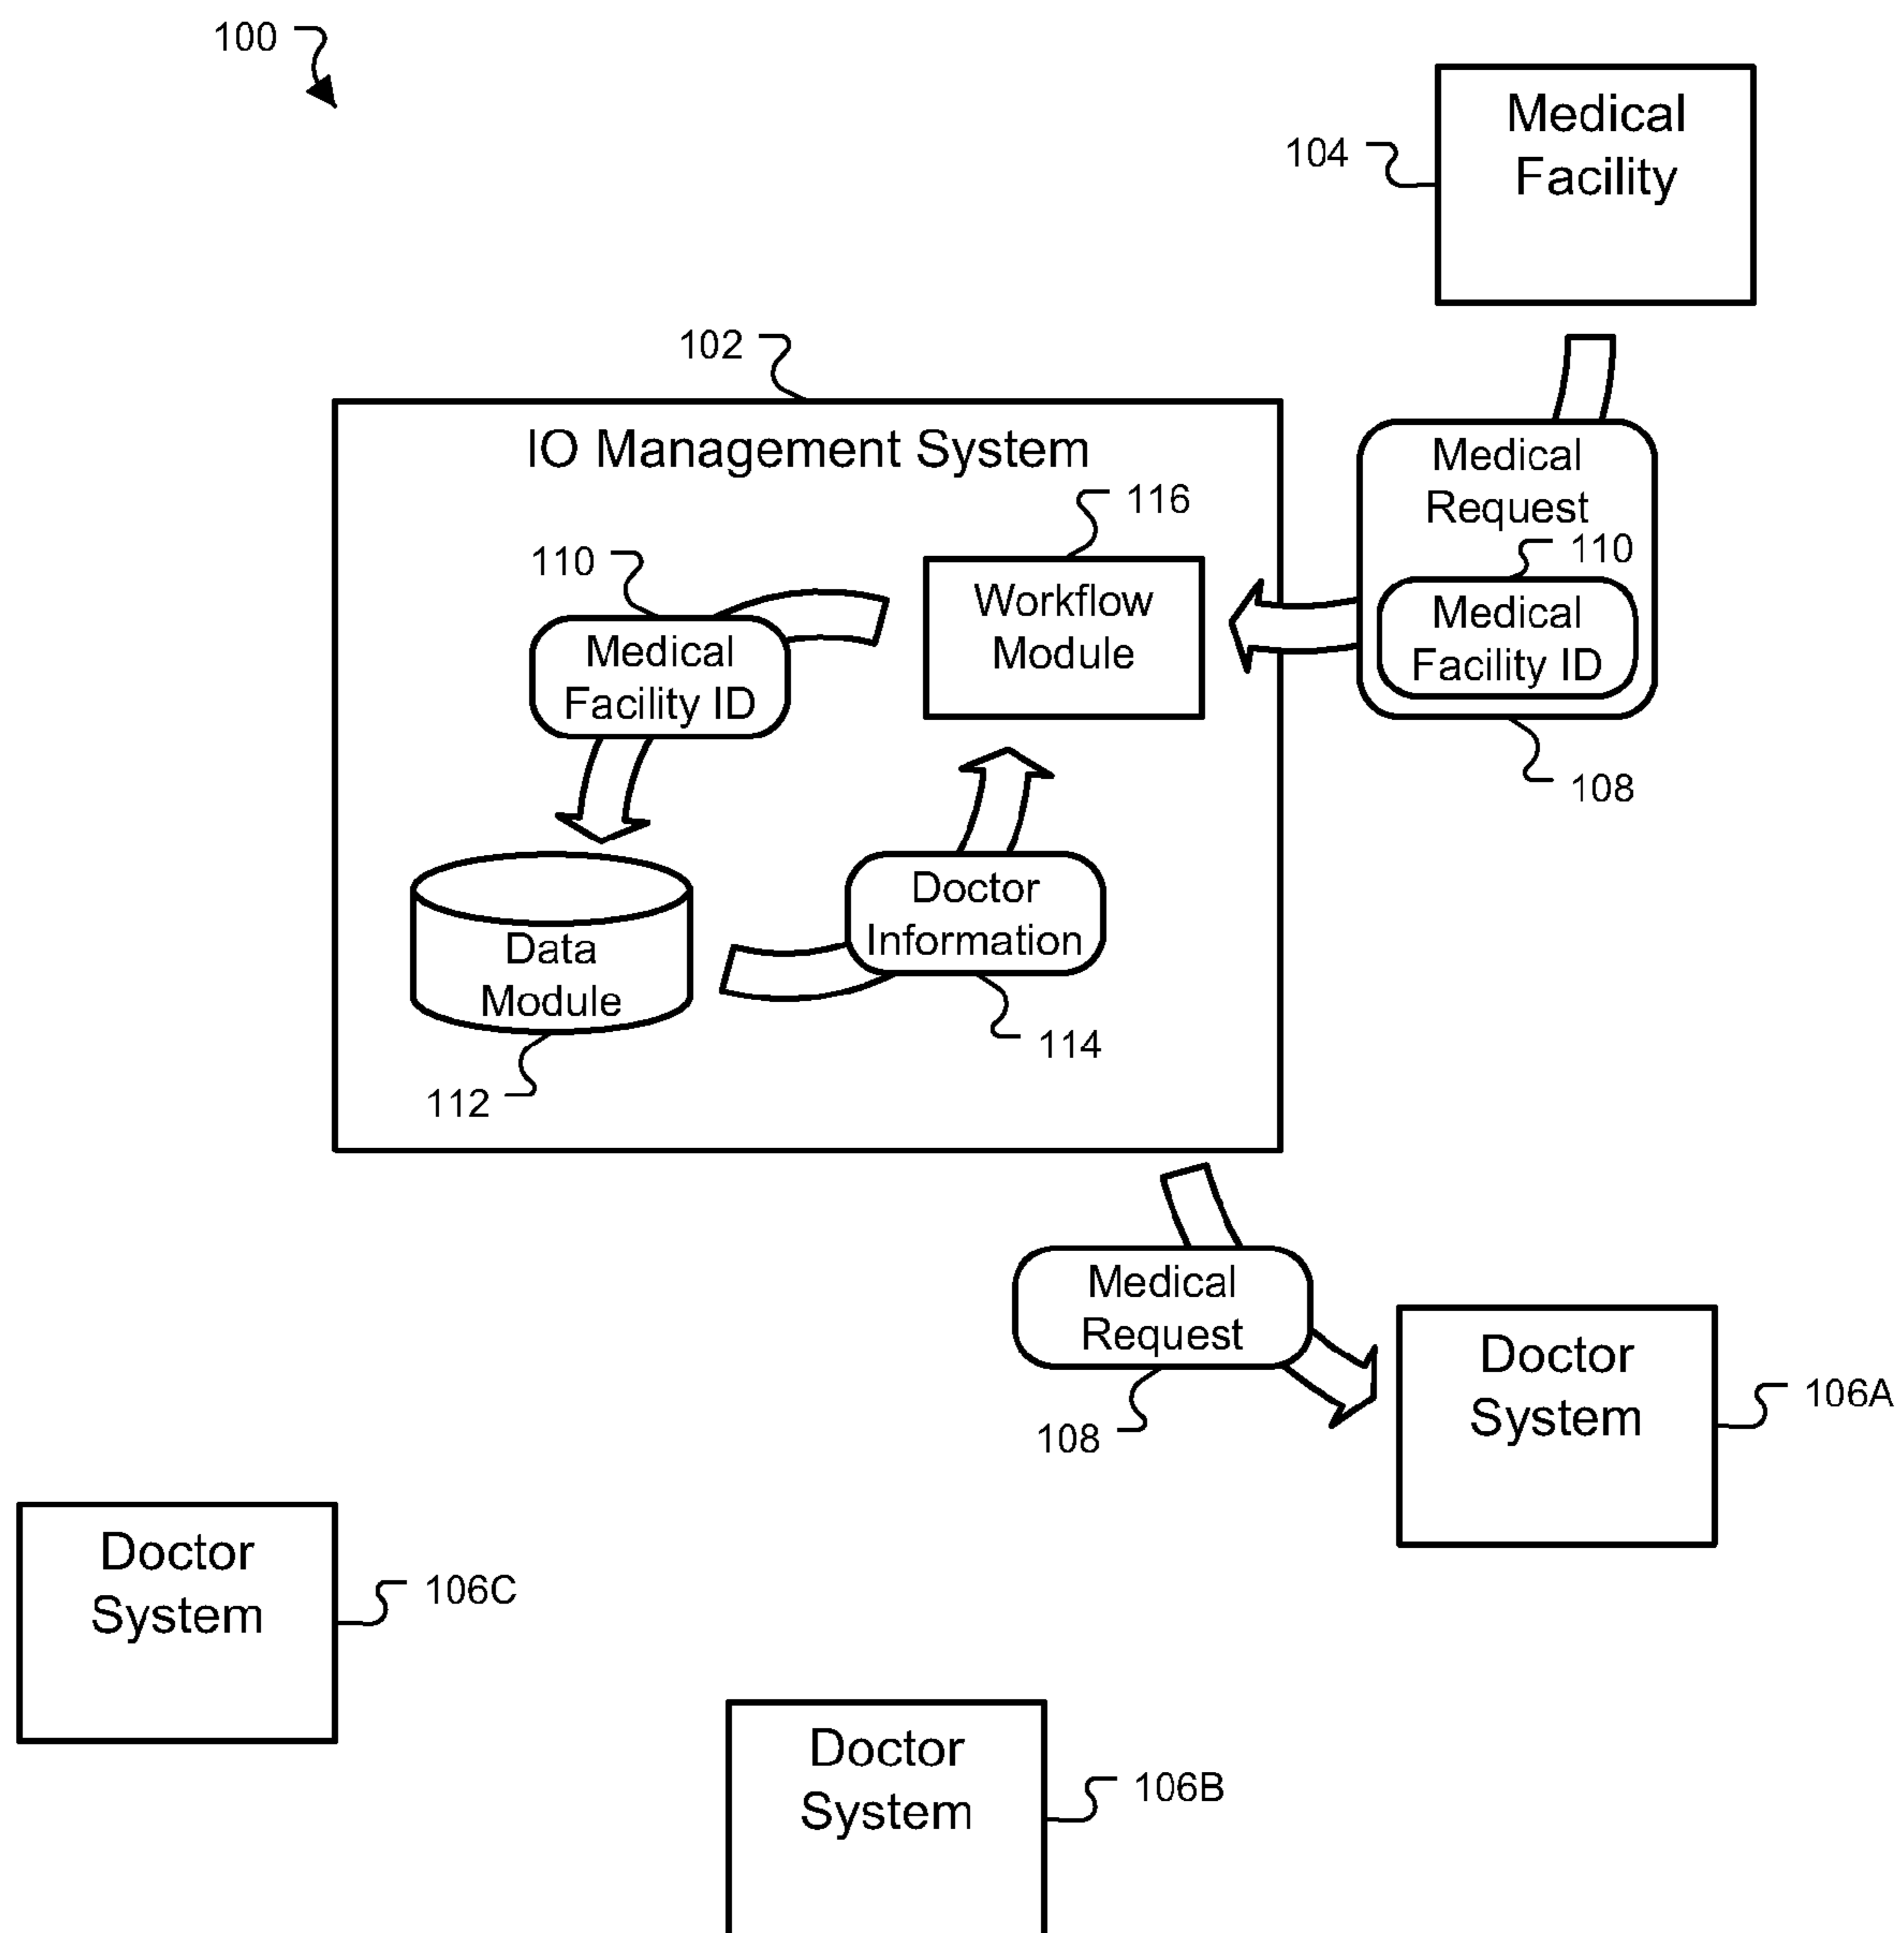 100
Medical
Facility
104
102
IO Management System
116
110
Workflow
Module
Medical
Facility ID
Medical
Request
110
Medical
Facility ID
108
Data
Module
112
Doctor
Information
114
Medical
Request
108
Doctor
System
106A
Doctor
System
106C
Doctor
System
106B